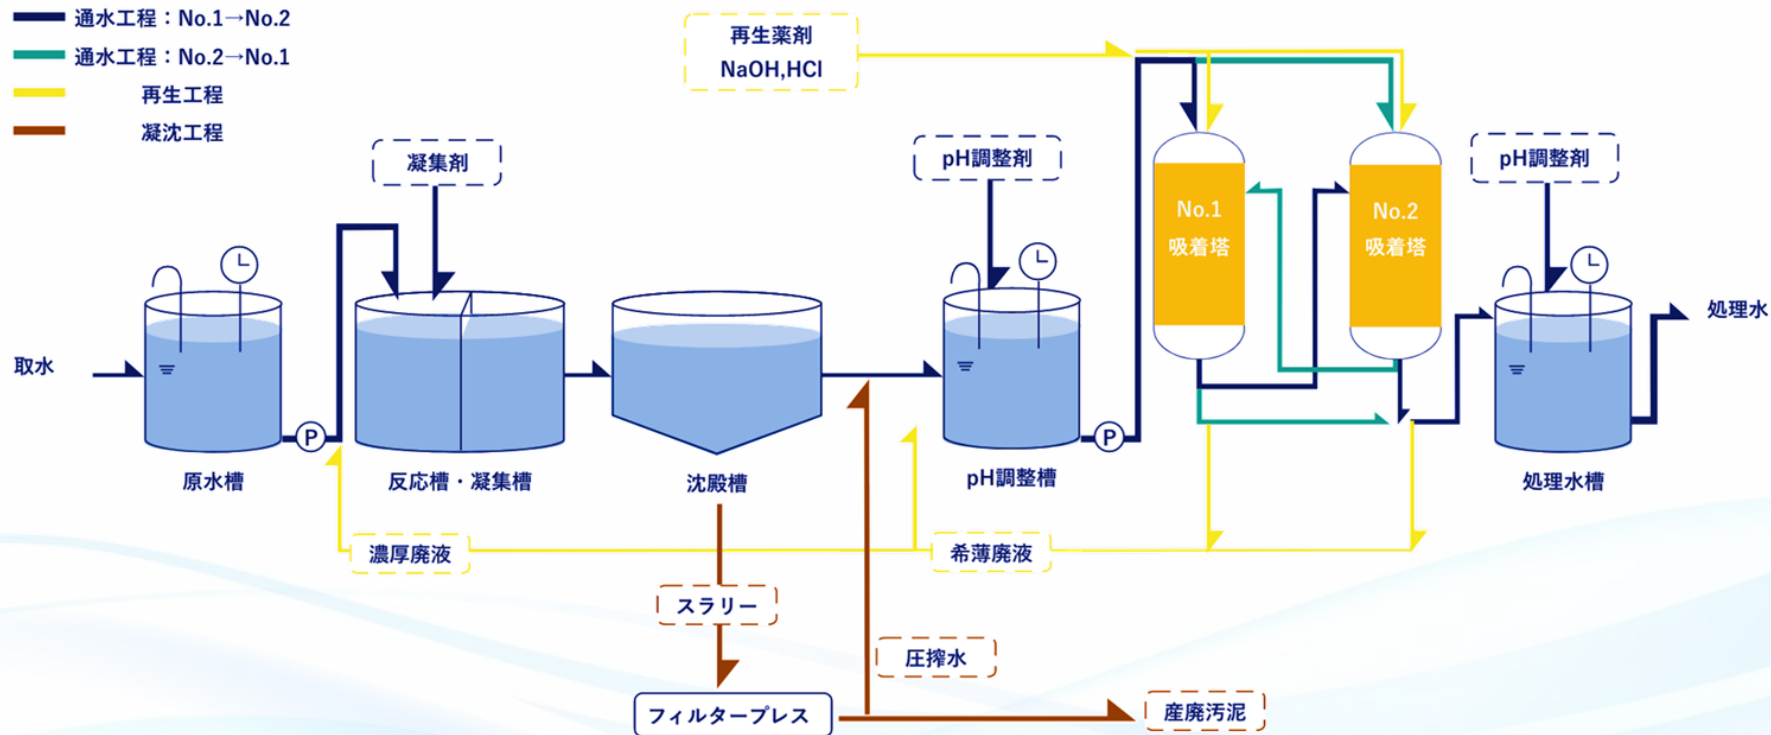 通水工程：No.1→No.2
通水工程：No.2→No.1
再生工程
凝沈工程
再生薬剤
NaOH,HCl
凝集剤
pH調整剤
pH調整剤
No.1
吸着塔
No.2
吸着塔
取水
処理水
P
P
原水槽
反応槽・凝集槽
沈殿槽
pH調整槽
処理水槽
濃厚廃液
希薄廃液
スラリー
圧搾水
フィルタープレス
産廃汚泥